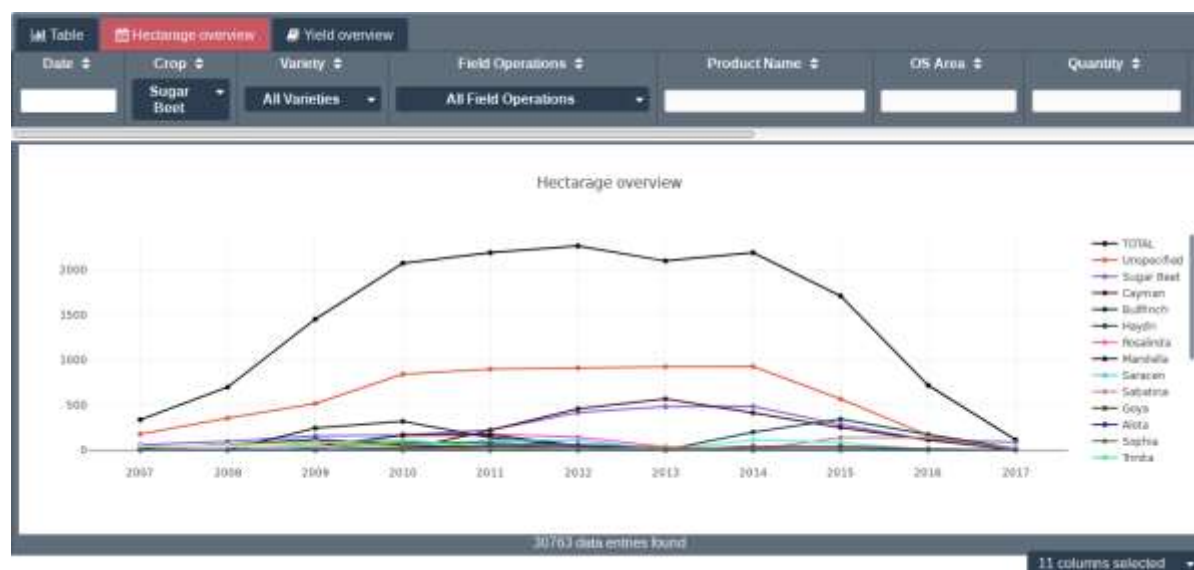 Table Hectarage overview Yield overview
Date Crop Variety Field Operations Product Name OS Area Quantity
Sugar Beet All Varieties All Field Operations
Hectarage overview
2000
1500
1000
500
0
2007 2008 2009 2010 2011 2012 2013 2014 2015 2016 2017
TOTAL
Unspecified
Sugar Beet
Cayman
Bullfinch
Haydn
Rosalinda
Mandella
Saracen
Sabatina
Goya
Alota
Sophia
Trinita
30763 data entries found
11 columns selected